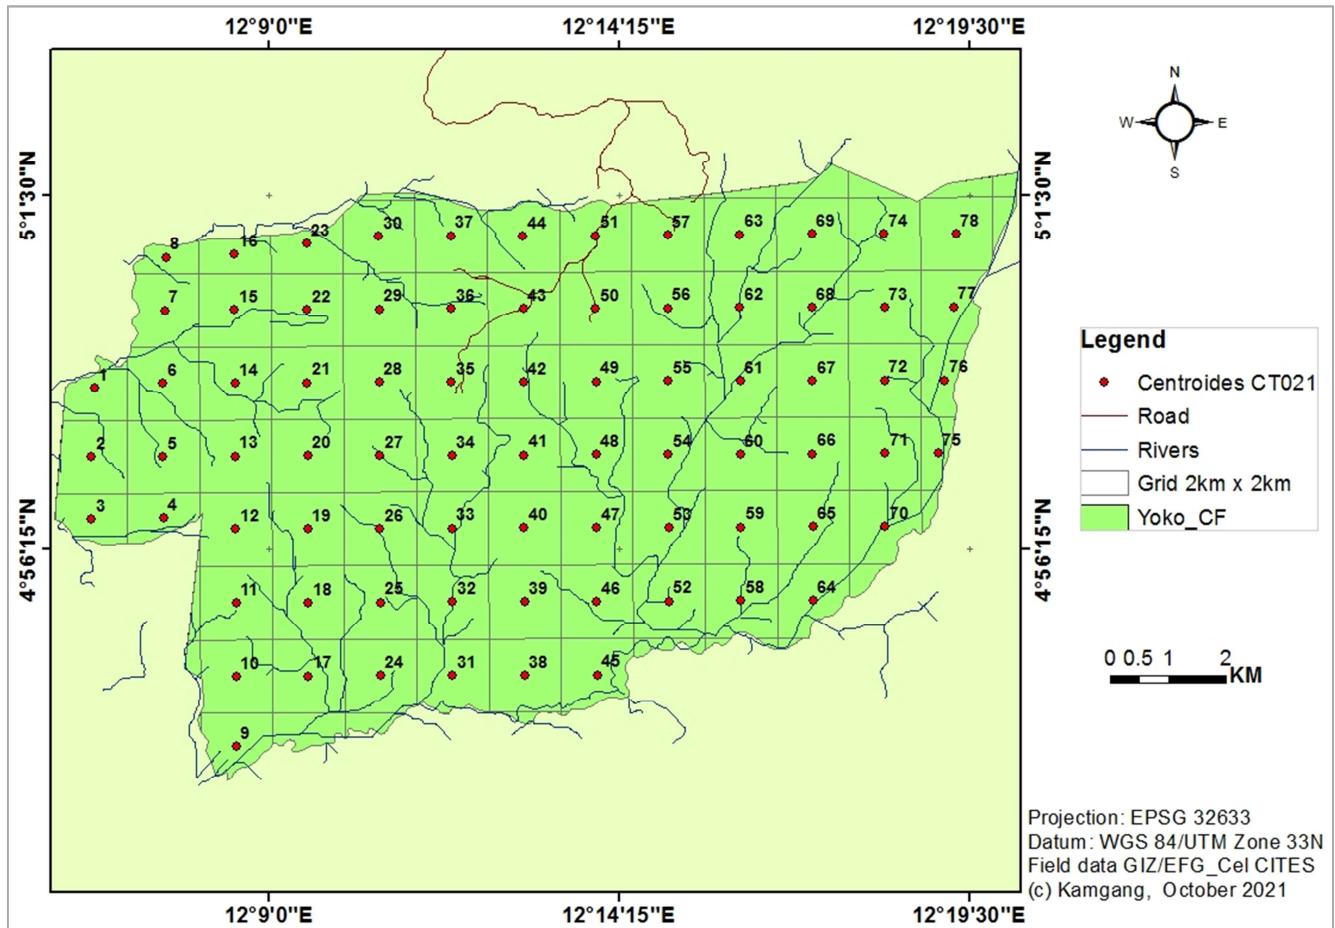 12°9'0"E 12°14'15"E 12°19'30"E
N
W E
S
5°1'30"N 5°1'30"N
63 69 74 78
30 37 44 51 57
8 16 23
7 15 22 29 36 43 50 56 62 68 73 77
1 6 14 21 28 35 42 49 55 61 67 72 76
2 5 13 20 27 34 41 48 54 60 66 71 75
3 4 12 19 26 33 40 47 53 59 65 70
4°56'15"N 4°56'15"N
11 18 25 32 39 46 52 58 64
10 17 24 31 38 45
9
12°9'0"E 12°14'15"E 12°19'30"E
Legend
Centroides CT021
Road
Rivers
Grid 2km x 2km
Yoko_CF
0 0.5 1 2
KM
Projection: EPSG 32633
Datum: WGS 84/UTM Zone 33N
Field data GIZ/EFG_Cel CITES
(c) Kamgang, October 2021